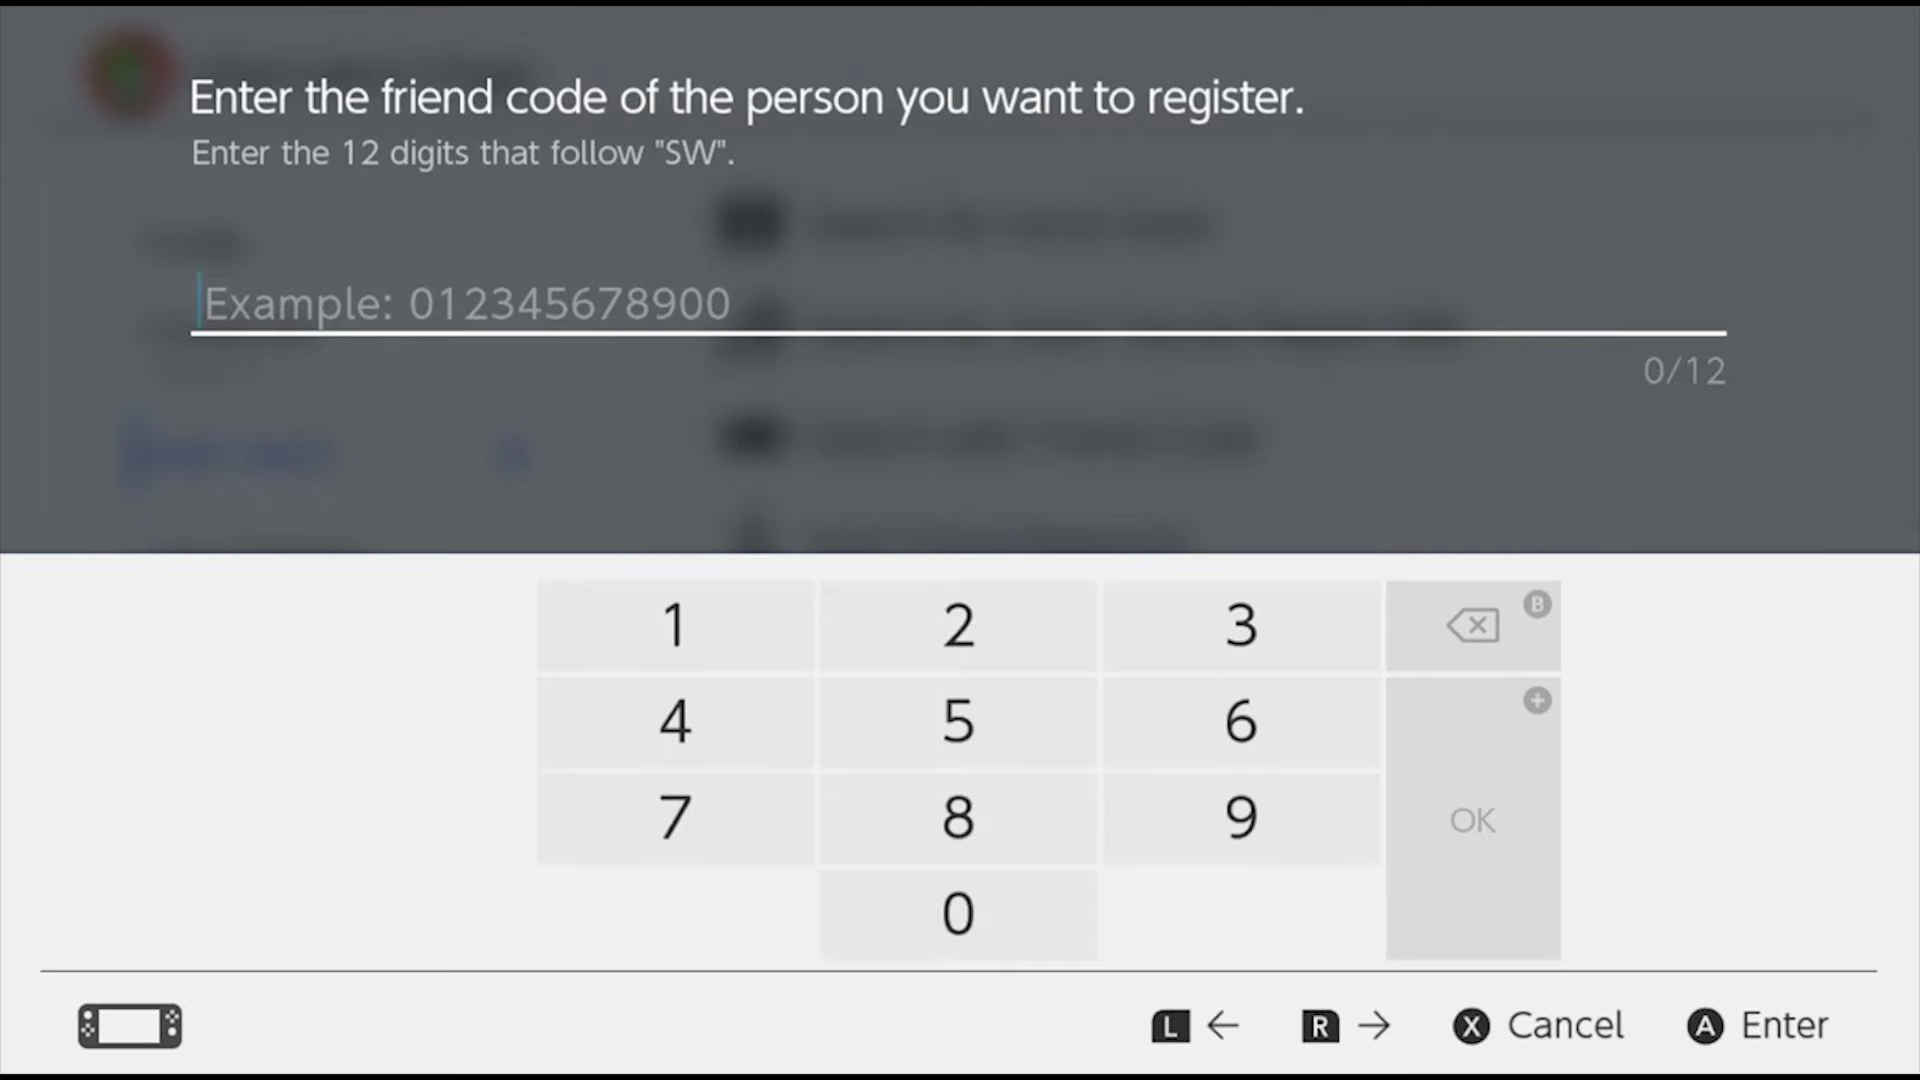 Enter the friend code of the person you want to register.
Enter the 12 digits that follow "SW".
Example: 012345678900
0/12
1 2 3 B
4 5 6 +
7 8 9 OK
0
L ← R → X Cancel A Enter